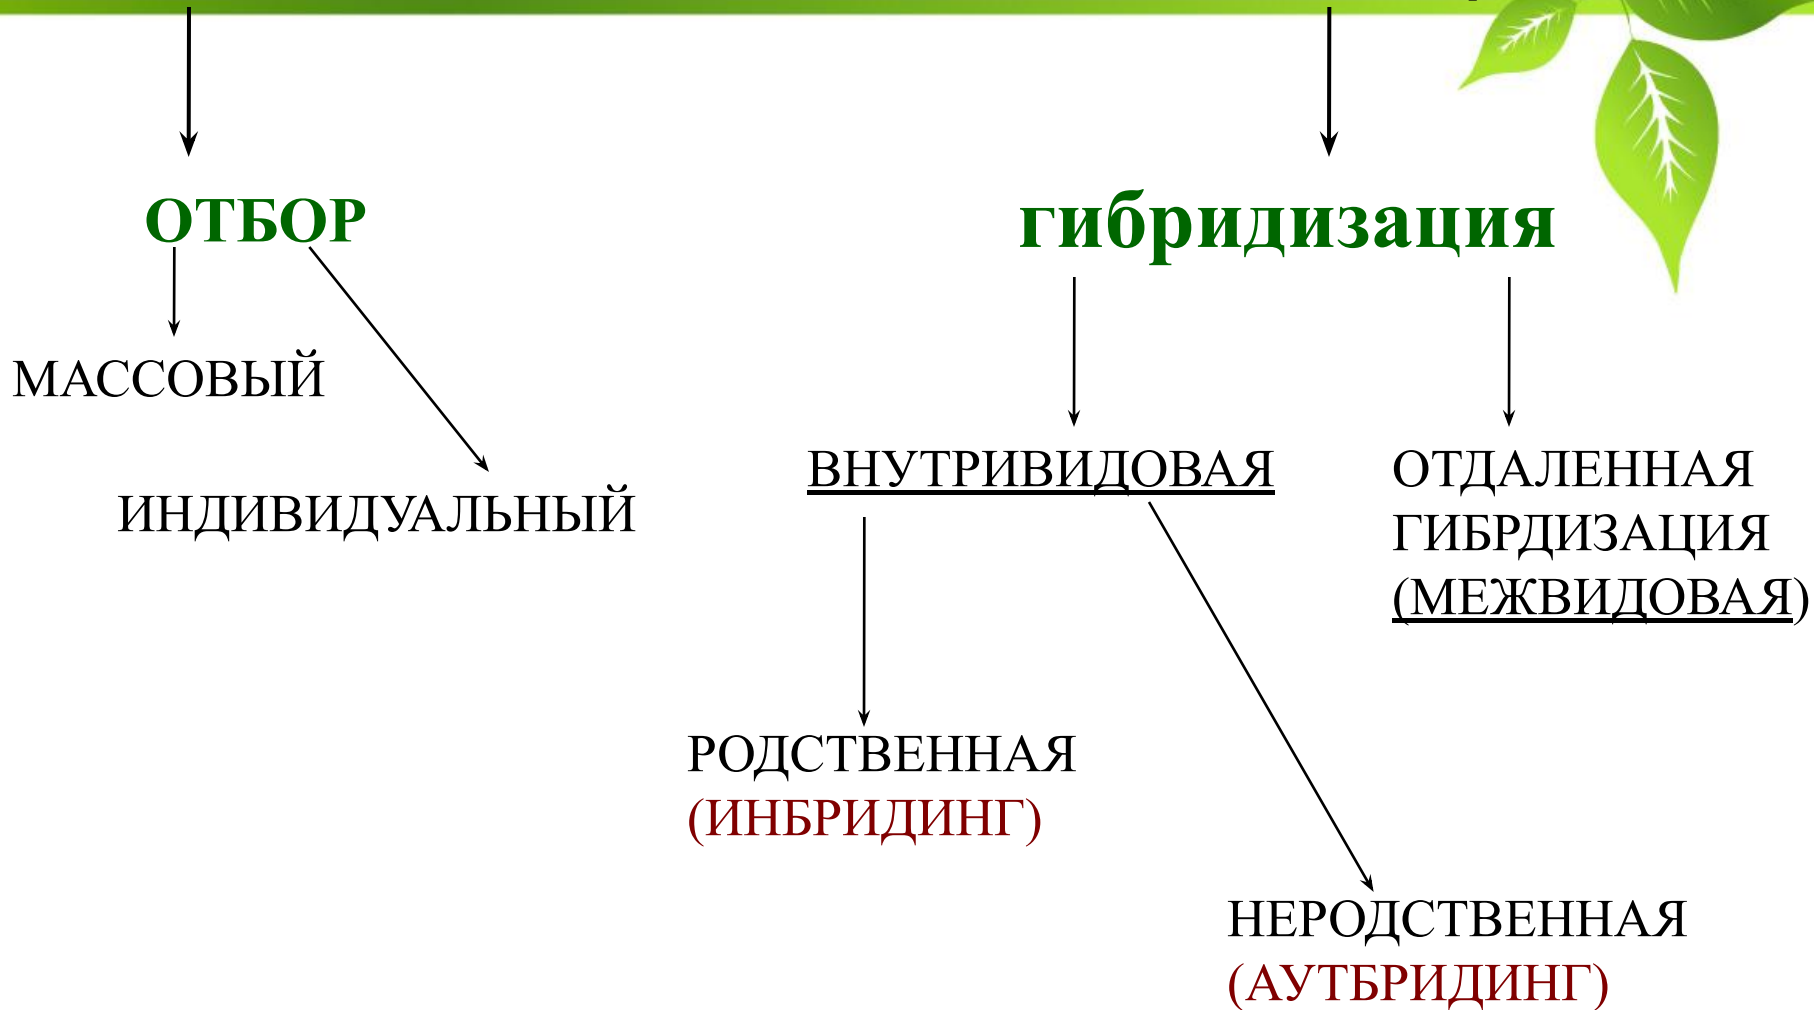 ОТБОР
гибридизация
МАССОВЫЙ
ИНДИВИДУАЛЬНЫЙ
ВНУТРИВИДОВАЯ
ОТДАЛЕННАЯ
ГИБРДИЗАЦИЯ
(МЕЖВИДОВАЯ)
РОДСТВЕННАЯ
(ИНБРИДИНГ)
НЕРОДСТВЕННАЯ
(АУТБРИДИНГ)